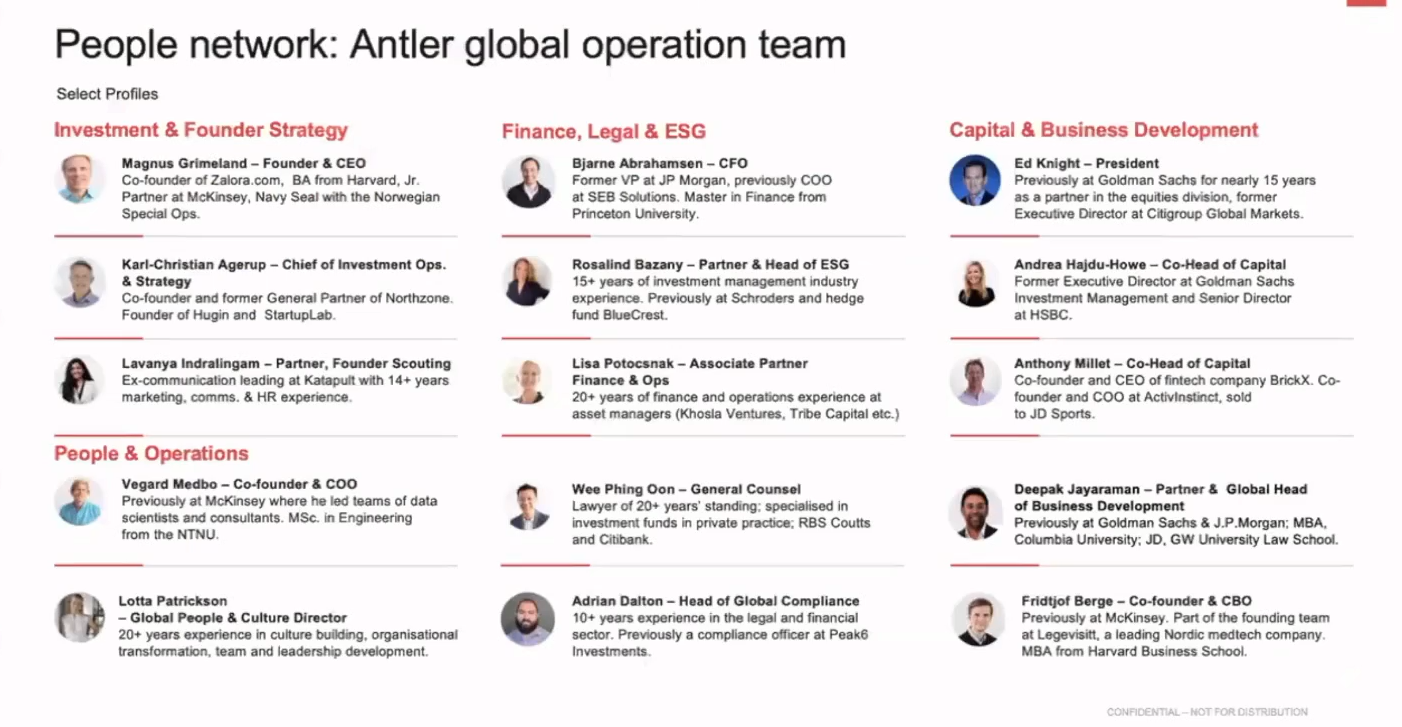 People network: Antler global operation team
Select Profiles
Investment & Founder Strategy
Magnus Grimeland – Founder & CEO
Co-founder of Zalora.com, BA from Harvard, Jr.
Partner at McKinsey, Navy Seal with the Norwegian
Special Ops.
Karl-Christian Agerup – Chief of Investment Ops.
& Strategy
Co-founder and former General Partner of Northzone.
Founder of Hugin and StartupLab.
Lavanya Indralingam – Partner, Founder Scouting
Ex-communication leading at Katapult with 14+ years
marketing, comms. & HR experience.
People & Operations
Vegard Medbo – Co-founder & COO
Previously at McKinsey where he led teams of data
scientists and consultants. MSc. in Engineering
from the NTNU.
Lotta Patrickson
– Global People & Culture Director
20+ years experience in culture building, organisational
transformation, team and leadership development.
Finance, Legal & ESG
Bjarne Abrahamsen – CFO
Former VP at JP Morgan, previously COO
at SEB Solutions. Master in Finance from
Princeton University.
Rosalind Bazany – Partner & Head of ESG
15+ years of investment management industry
experience. Previously at Schroders and hedge
fund BlueCrest.
Lisa Potocsnak – Associate Partner
Finance & Ops
20+ years of finance and operations experience at
asset managers (Khosla Ventures, Tribe Capital etc.)
Wee Phing Oon – General Counsel
Lawyer of 20+ years' standing; specialised in
investment funds in private practice; RBS Coutts
and Citibank.
Adrian Dalton – Head of Global Compliance
10+ years experience in the legal and financial
sector. Previously a compliance officer at Peak6
Investments.
Capital & Business Development
Ed Knight – President
Previously at Goldman Sachs for nearly 15 years
as a partner in the equities division, former
Executive Director at Citigroup Global Markets.
Andrea Hajdu-Howe – Co-Head of Capital
Former Executive Director at Goldman Sachs
Investment Management and Senior Director
at HSBC.
Anthony Millet – Co-Head of Capital
Co-founder and CEO of fintech company BrickX. Co-
founder and COO at ActivInstinct, sold
to JD Sports.
Deepak Jayaraman – Partner & Global Head
of Business Development
Previously at Goldman Sachs & J.P.Morgan; MBA,
Columbia University; JD, GW University Law School.
Fridtjof Berge – Co-founder & CBO
Previously at McKinsey. Part of the founding team
at Legevisitt, a leading Nordic medtech company.
MBA from Harvard Business School.
CONFIDENTIAL – NOT FOR DISTRIBUTION